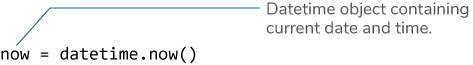 Datetime object containing
current date and time.
now = datetime.now()